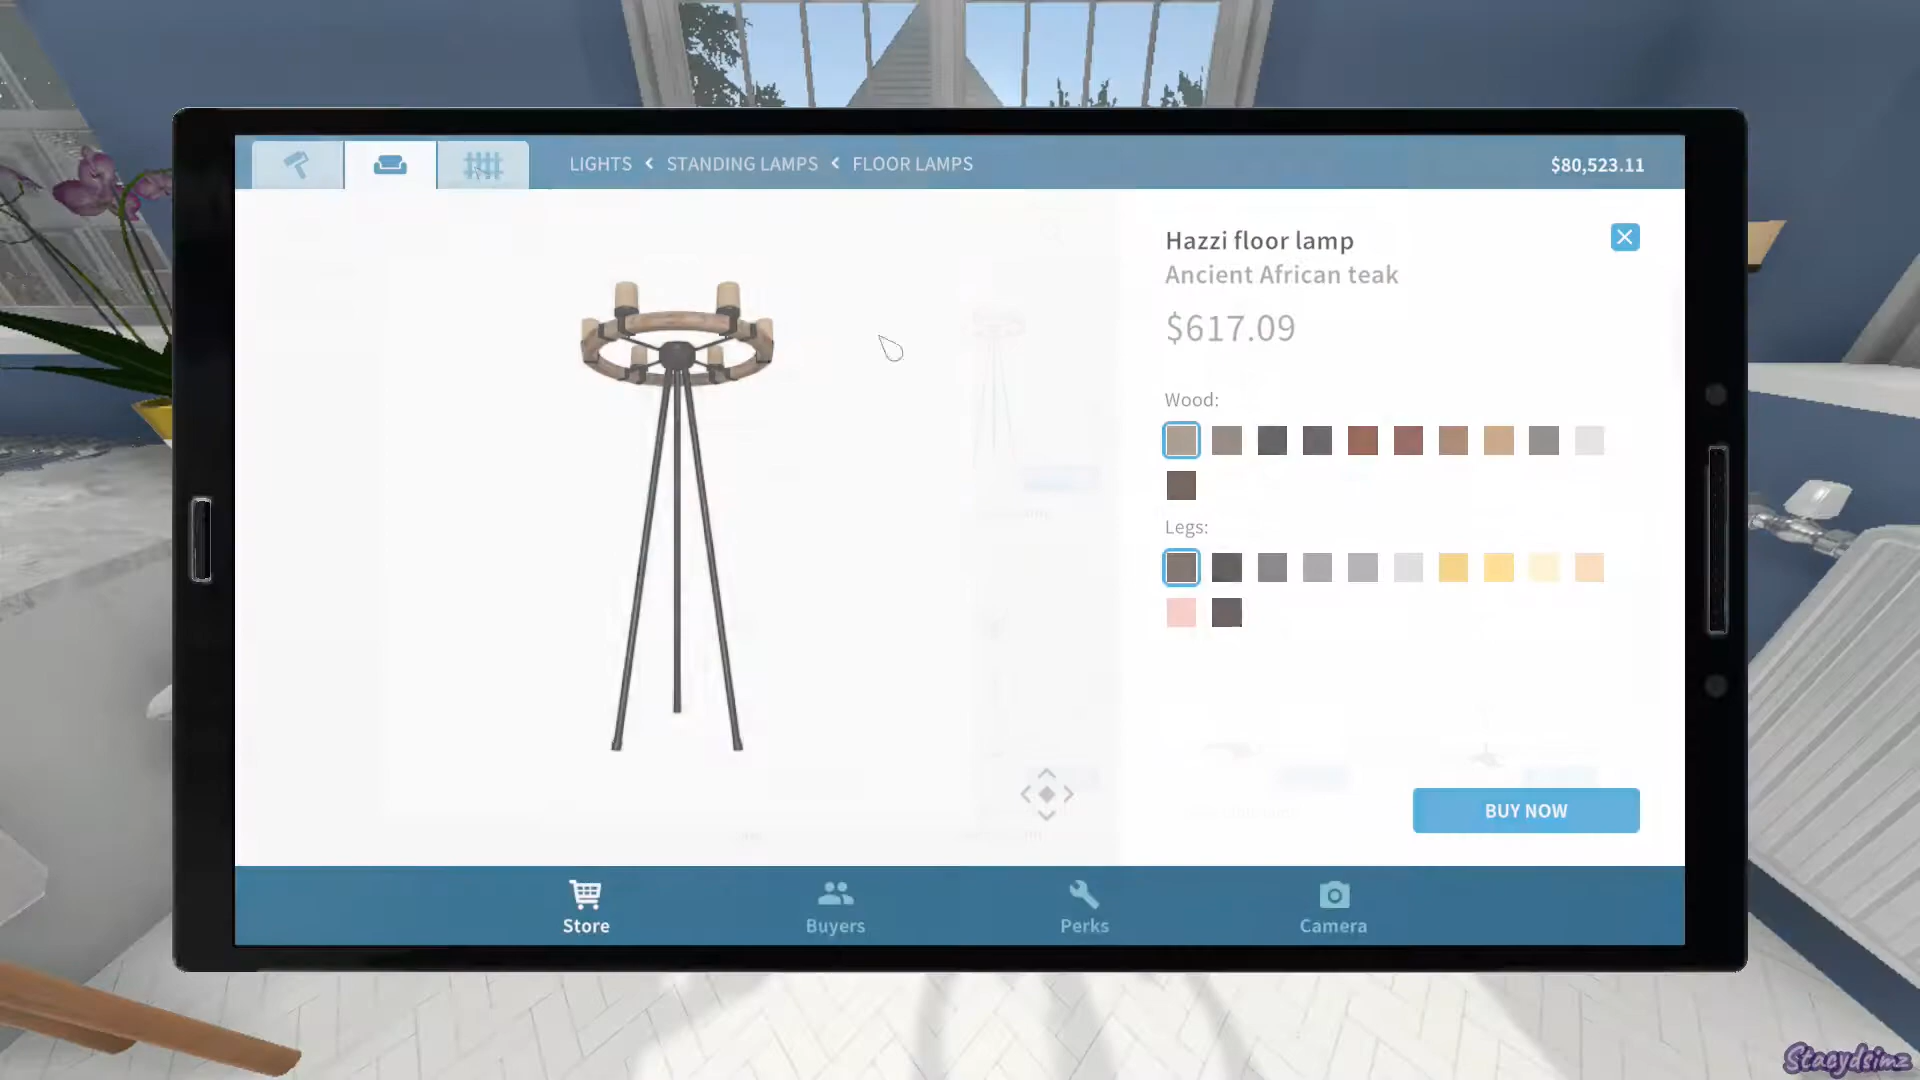 LIGHTS < STANDING LAMPS < FLOOR LAMPS
$80,523.11
Hazzi floor lamp
Ancient African teak
$617.09
Wood:
Legs:
BUY NOW
Store
Buyers
Perks
Camera
Stacydsimz